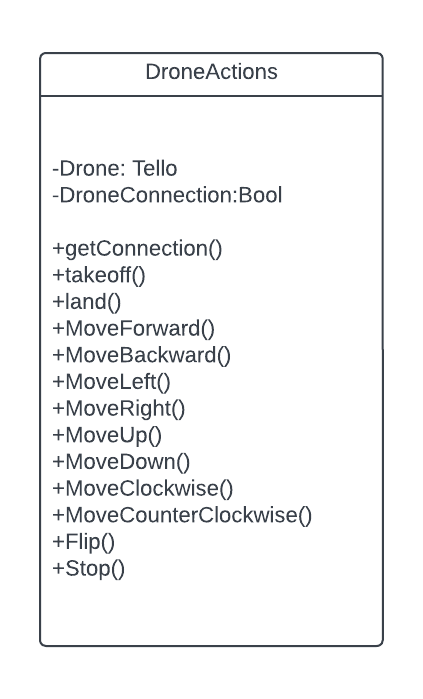 DroneActions
-Drone: Tello
-DroneConnection:Bool
+getConnection()
+takeoff()
+land()
+MoveForward()
+MoveBackward()
+MoveLeft()
+MoveRight()
+MoveUp()
+MoveDown()
+MoveClockwise()
+MoveCounterClockwise()
+Flip()
+Stop()